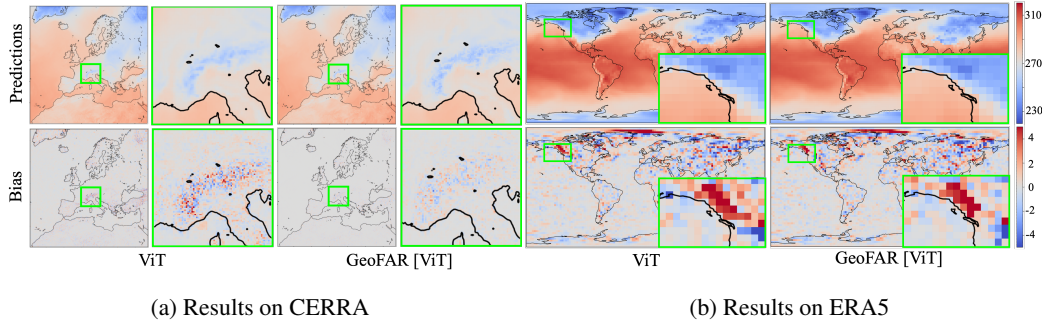 Predictions
310
270
230
Bias
4
2
0
-2
-4
ViT
GeoFAR [ViT]
ViT
GeoFAR [ViT]
(a) Results on CERRA
(b) Results on ERA5